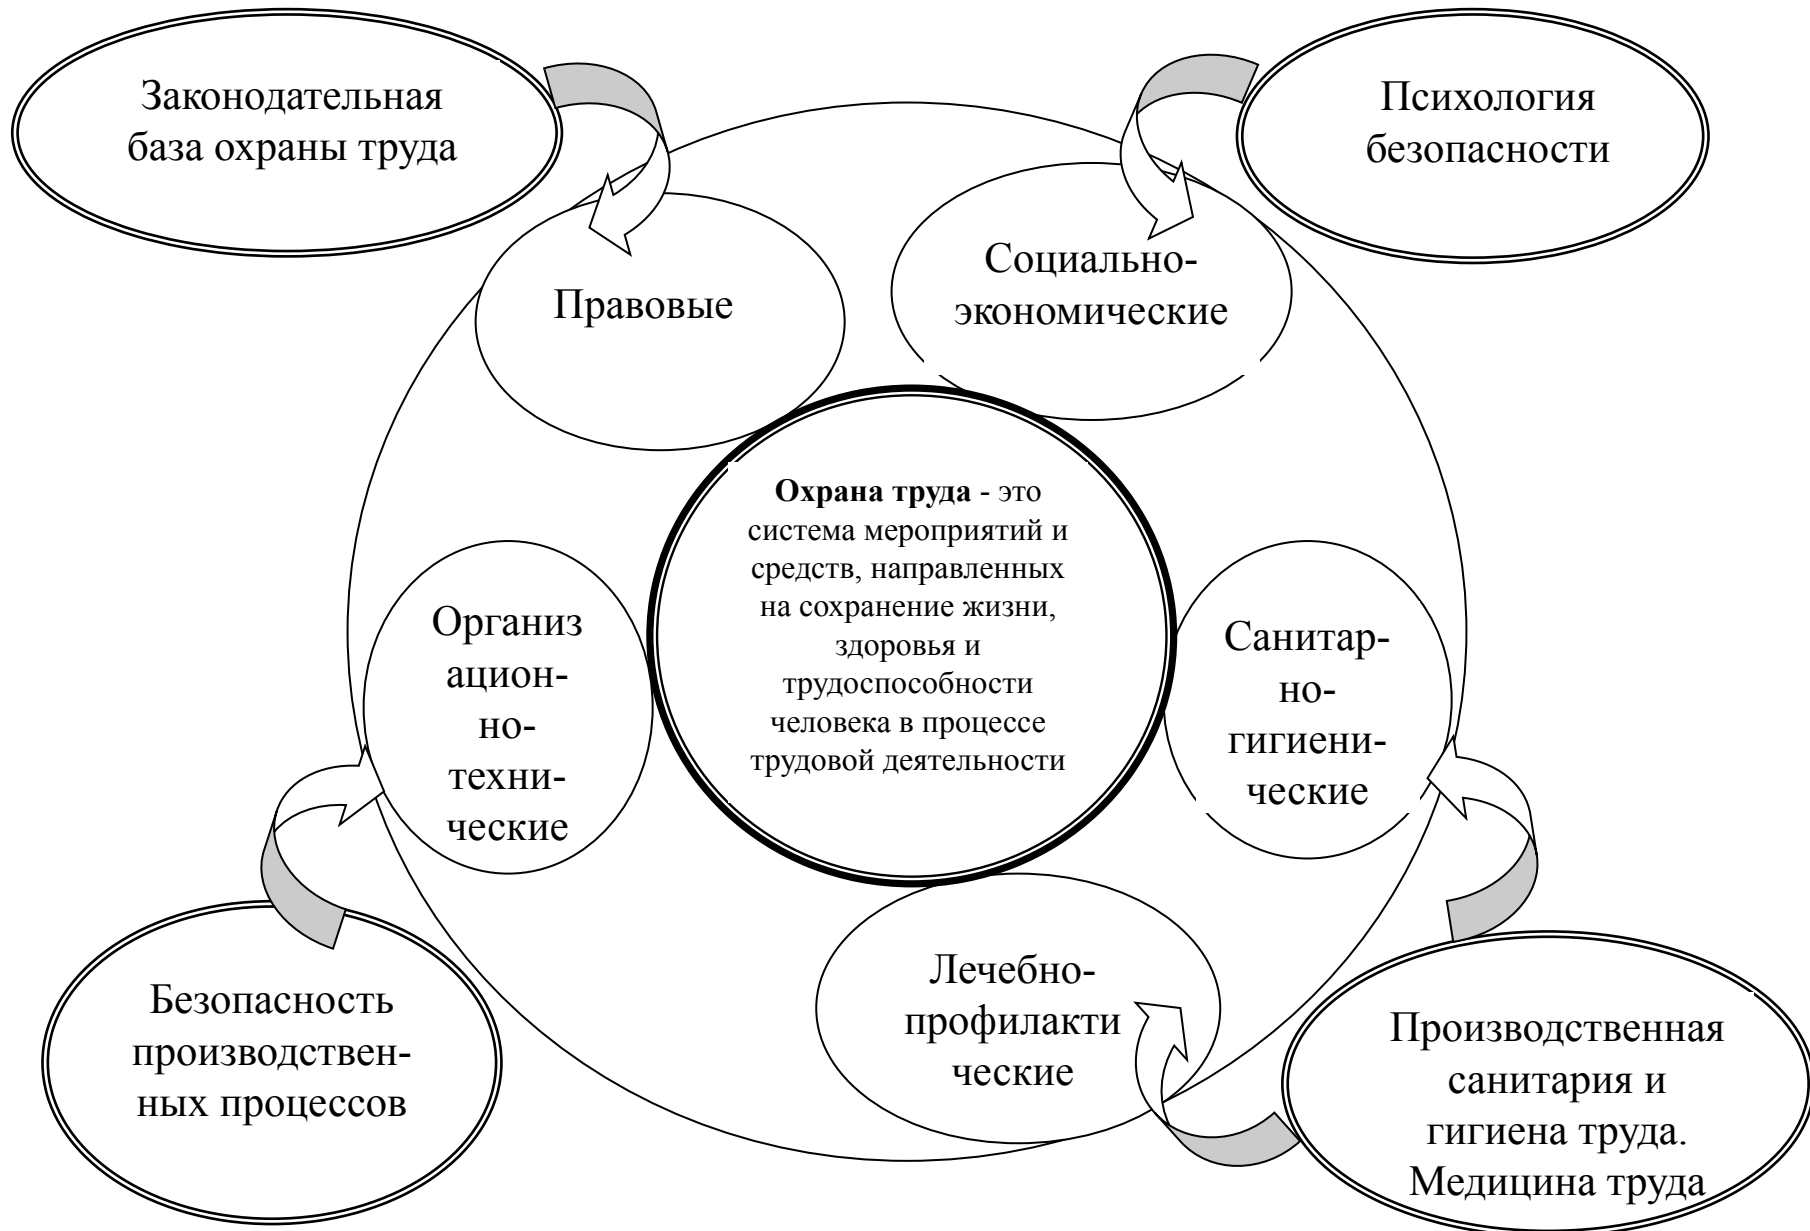 Законодательная
база охраны труда
Психология
безопасности
Правовые
Социально-
экономические
Охрана труда - это
система мероприятий и
средств, направленных
на сохранение жизни,
здоровья и
трудоспособности
человека в процессе
трудовой деятельности
Организ
ацион-
но-
техни-
ческие
Санитар-
но-
гигиени-
ческие
Лечебно-
профилакти
ческие
Безопасность
производствен-
ных процессов
Производственная
санитария и
гигиена труда.
Медицина труда